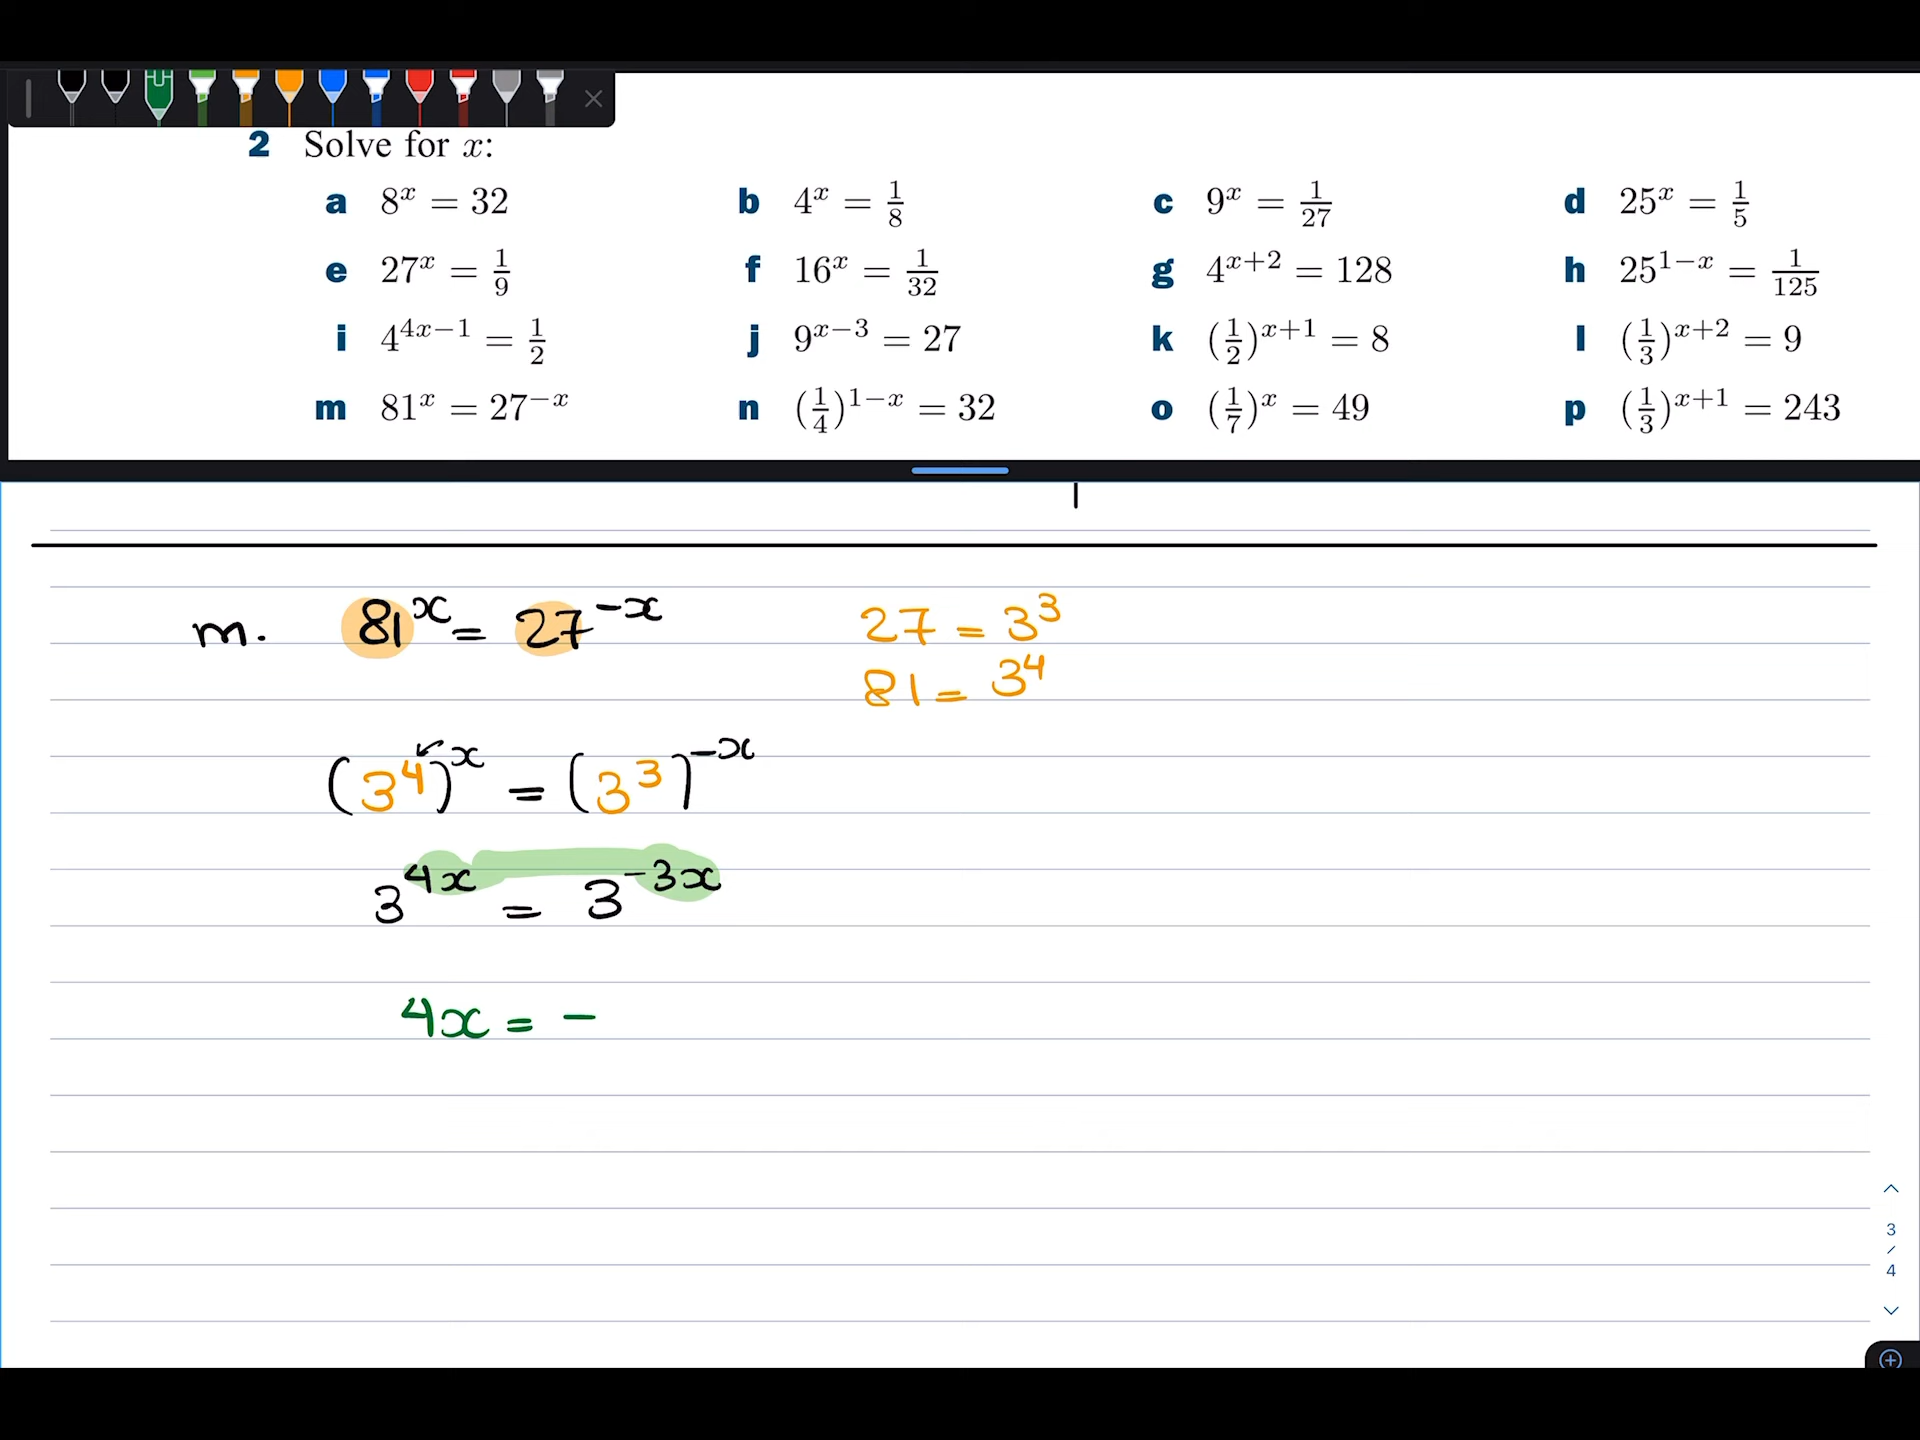 2 Solve for x:
a 8^x = 32 b 4^x = 1/8 c 9^x = 1/27 d 25^x = 1/5
e 27^x = 1/9 f 16^x = 1/32 g 4^{x+2} = 128 h 25^{1−x} = 1/125
i 4^{4x−1} = 1/2 j 9^{x−3} = 27 k (1/2)^{x+1} = 8 l (1/3)^{x+2} = 9
m 81^x = 27^{−x} n (1/4)^{1−x} = 32 o (1/7)^x = 49 p (1/3)^{x+1} = 243
m. 81^x = 27^{−x} 27 = 3^3
81 = 3^4
(3^4)^x = (3^3)^{−x}
3^{4x} = 3^{−3x}
4x = −
3
/
4